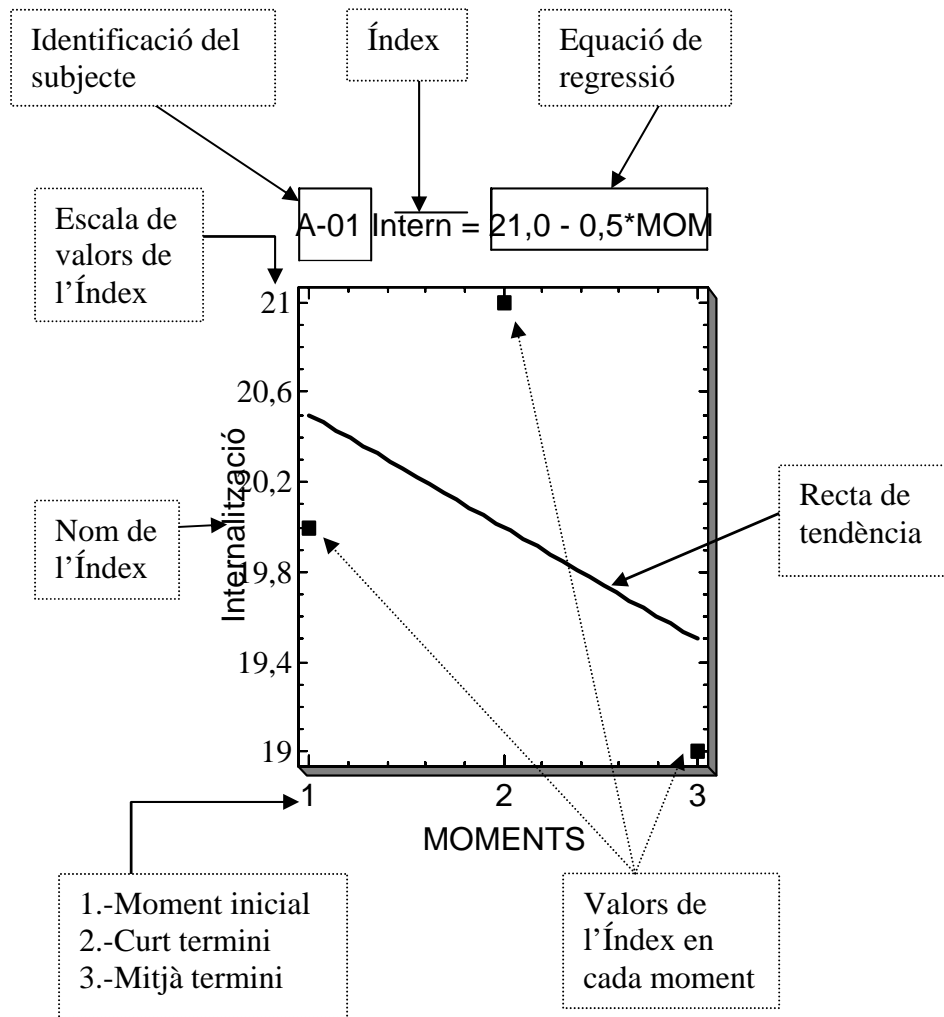 Identificació del
subjecte
Índex
Equació de
regressió
Escala de
valors de
l’Índex
A-01 Intern = 21,0 - 0,5*MOM
Nom de
l’Índex
Internalització
21
20,6
20,2
19,8
19,4
19
1 2 3
MOMENTS
Recta de
tendència
1.-Moment inicial
2.-Curt termini
3.-Mitjà termini
Valors de
l’Índex en
cada moment